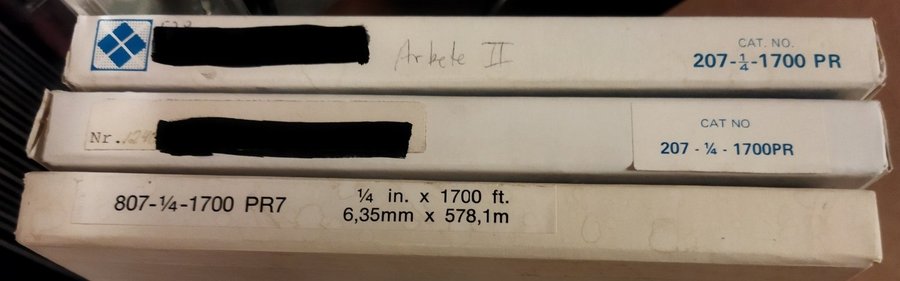 Arbete II
CAT. NO.
207-¼-1700 PR
Nr.
CAT NO
207 - ¼ - 1700PR
807-¼-1700 PR7
¼ in. x 1700 ft.
6,35mm x 578,1m